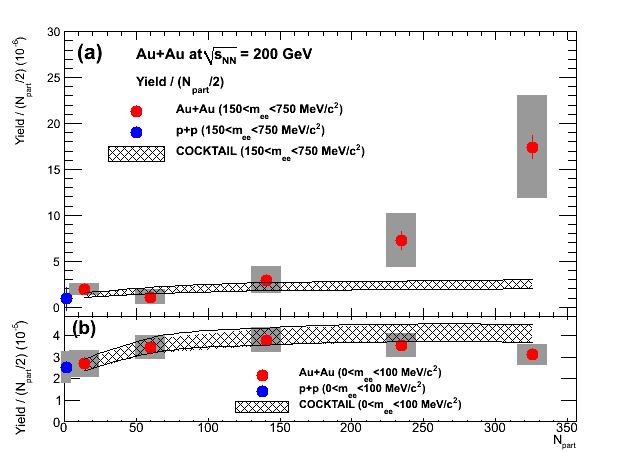 30
25
20
15
10
5
0
Yield / (N_part/2) (10^-6)
(a)
Au+Au at √s_NN = 200 GeV
Yield / (N_part/2)
Au+Au (150<m_ee<750 MeV/c²)
p+p (150<m_ee<750 MeV/c²)
COCKTAIL (150<m_ee<750 MeV/c²)
4
3
2
1
0
Yield / (N_part/2) (10^-6)
(b)
Au+Au (0<m_ee<100 MeV/c²)
p+p (0<m_ee<100 MeV/c²)
COCKTAIL (0<m_ee<100 MeV/c²)
0 50 100 150 200 250 300 350
N_part